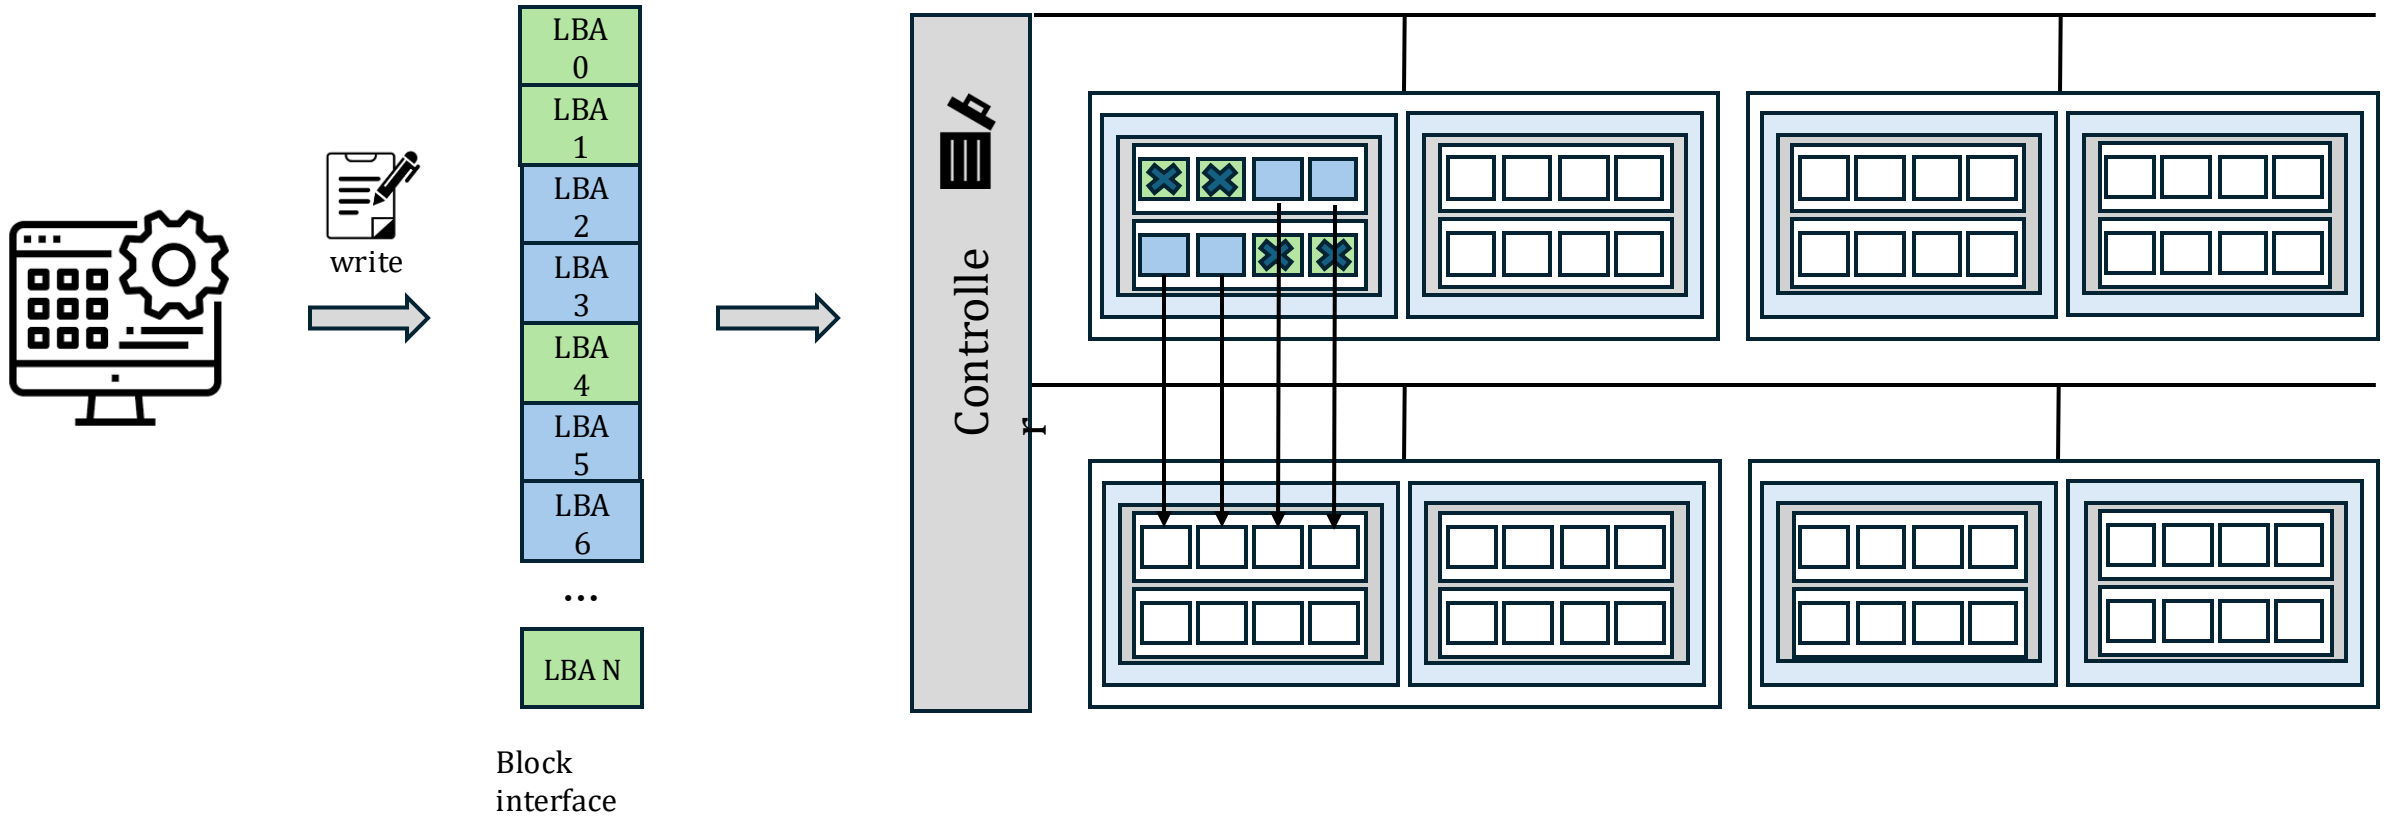 write
LBA
0
LBA
1
LBA
2
LBA
3
LBA
4
LBA
5
LBA
6
...
LBA N
Block
interface
Controlle
r